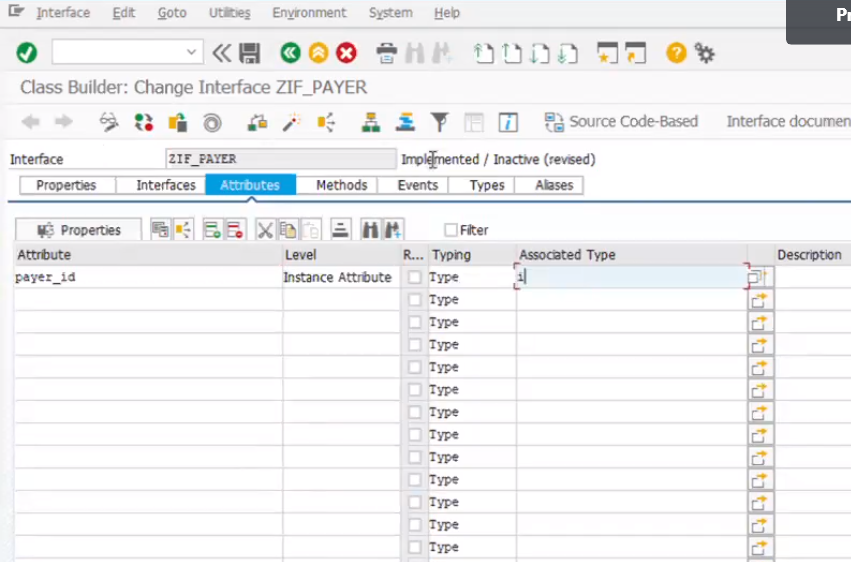 Interface Edit Goto Utilities Environment System Help
Class Builder: Change Interface ZIF_PAYER
Source Code-Based Interface documen
Interface ZIF_PAYER Implemented / Inactive (revised)
Properties Interfaces Attributes Methods Events Types Aliases
Properties Filter
Attribute Level R... Typing Associated Type Description
payer_id Instance Attribute Type i
Type
Type
Type
Type
Type
Type
Type
Type
Type
Type
Type
Type